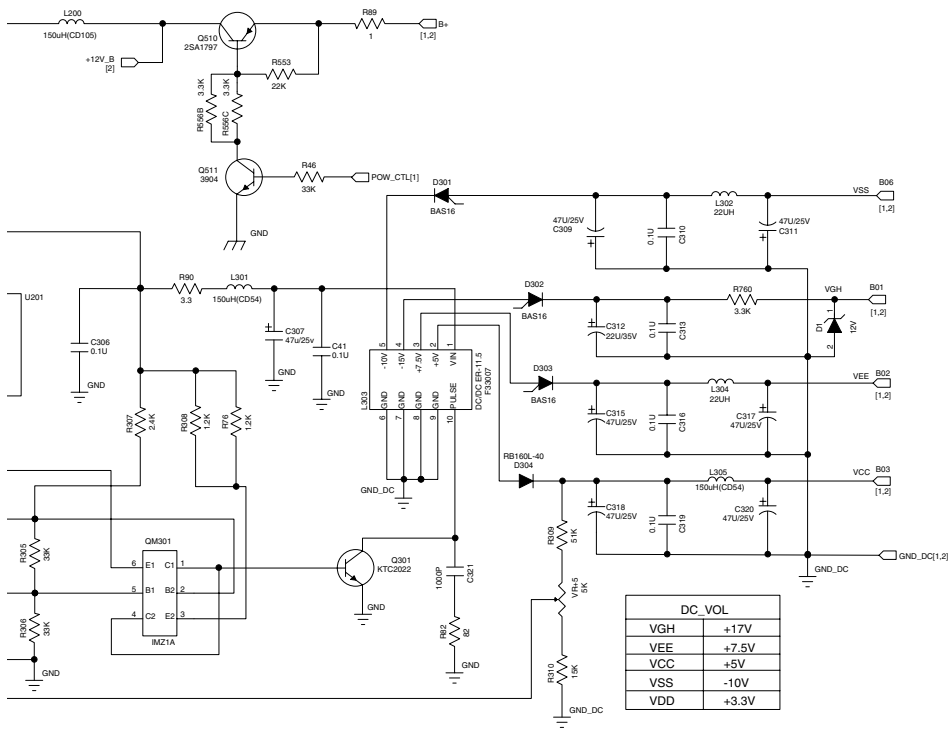 L200
150uH(CD105)
+12V_B
[2]
Q510
2SA1797
R89
1
B+
[1,2]
R553
22K
3.3K
3.3K
R556B
R556C
Q511
3904
R46
33K
POW_CTL[1]
GND
D301
BAS16
47U/25V
C309
0.1U
C310
L302
22UH
47U/25V
C311
VSS
B06
[1,2]
U201
R90
3.3
L301
150uH(CD54)
C306
0.1U
GND
C307
47u/25v
GND
C41
0.1U
GND
D302
BAS16
C312
22U/35V
0.1U
C313
R760
3.3K
VGH
B01
[1,2]
D1
1
2
12V
5
4
3
2
1
-10V
-15V
+7.5V
+5V
VIN
L303
DC/DC ER-11.5
F33007
GND
GND
GND
GND
PULSE
6
7
8
9
10
GND_DC
D303
BAS16
C315
47U/25V
0.1U
C316
L304
22UH
C317
47U/25V
VEE
B02
[1,2]
R307
2.4K
R308
1.2K
R76
1.2K
RB160L-40
D304
C318
47U/25V
0.1U
C319
L305
150uH(CD54)
C320
47U/25V
VCC
B03
[1,2]
GND_DC[1,2]
GND_DC
R305
33K
R306
33K
GND
QM301
6 E1 C1 1
5 B1 B2 2
4 C2 E2 3
IMZ1A
Q301
KTC2022
GND
1000P
C321
R82
82
GND
R309
51K
VR+5
5K
R310
15K
GND_DC
DC_VOL
VGH +17V
VEE +7.5V
VCC +5V
VSS -10V
VDD +3.3V